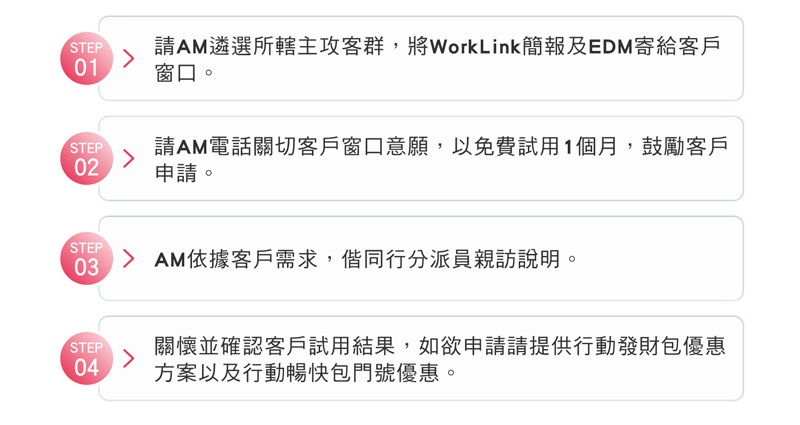 STEP
01
請AM遴選所轄主攻客群，將WorkLink簡報及EDM寄給客戶
窗口。
STEP
02
請AM電話關切客戶窗口意願，以免費試用1個月，鼓勵客戶
申請。
STEP
03
AM依據客戶需求，偕同行分派員親訪說明。
STEP
04
關懷並確認客戶試用結果，如欲申請請提供行動發財包優惠
方案以及行動暢快包門號優惠。